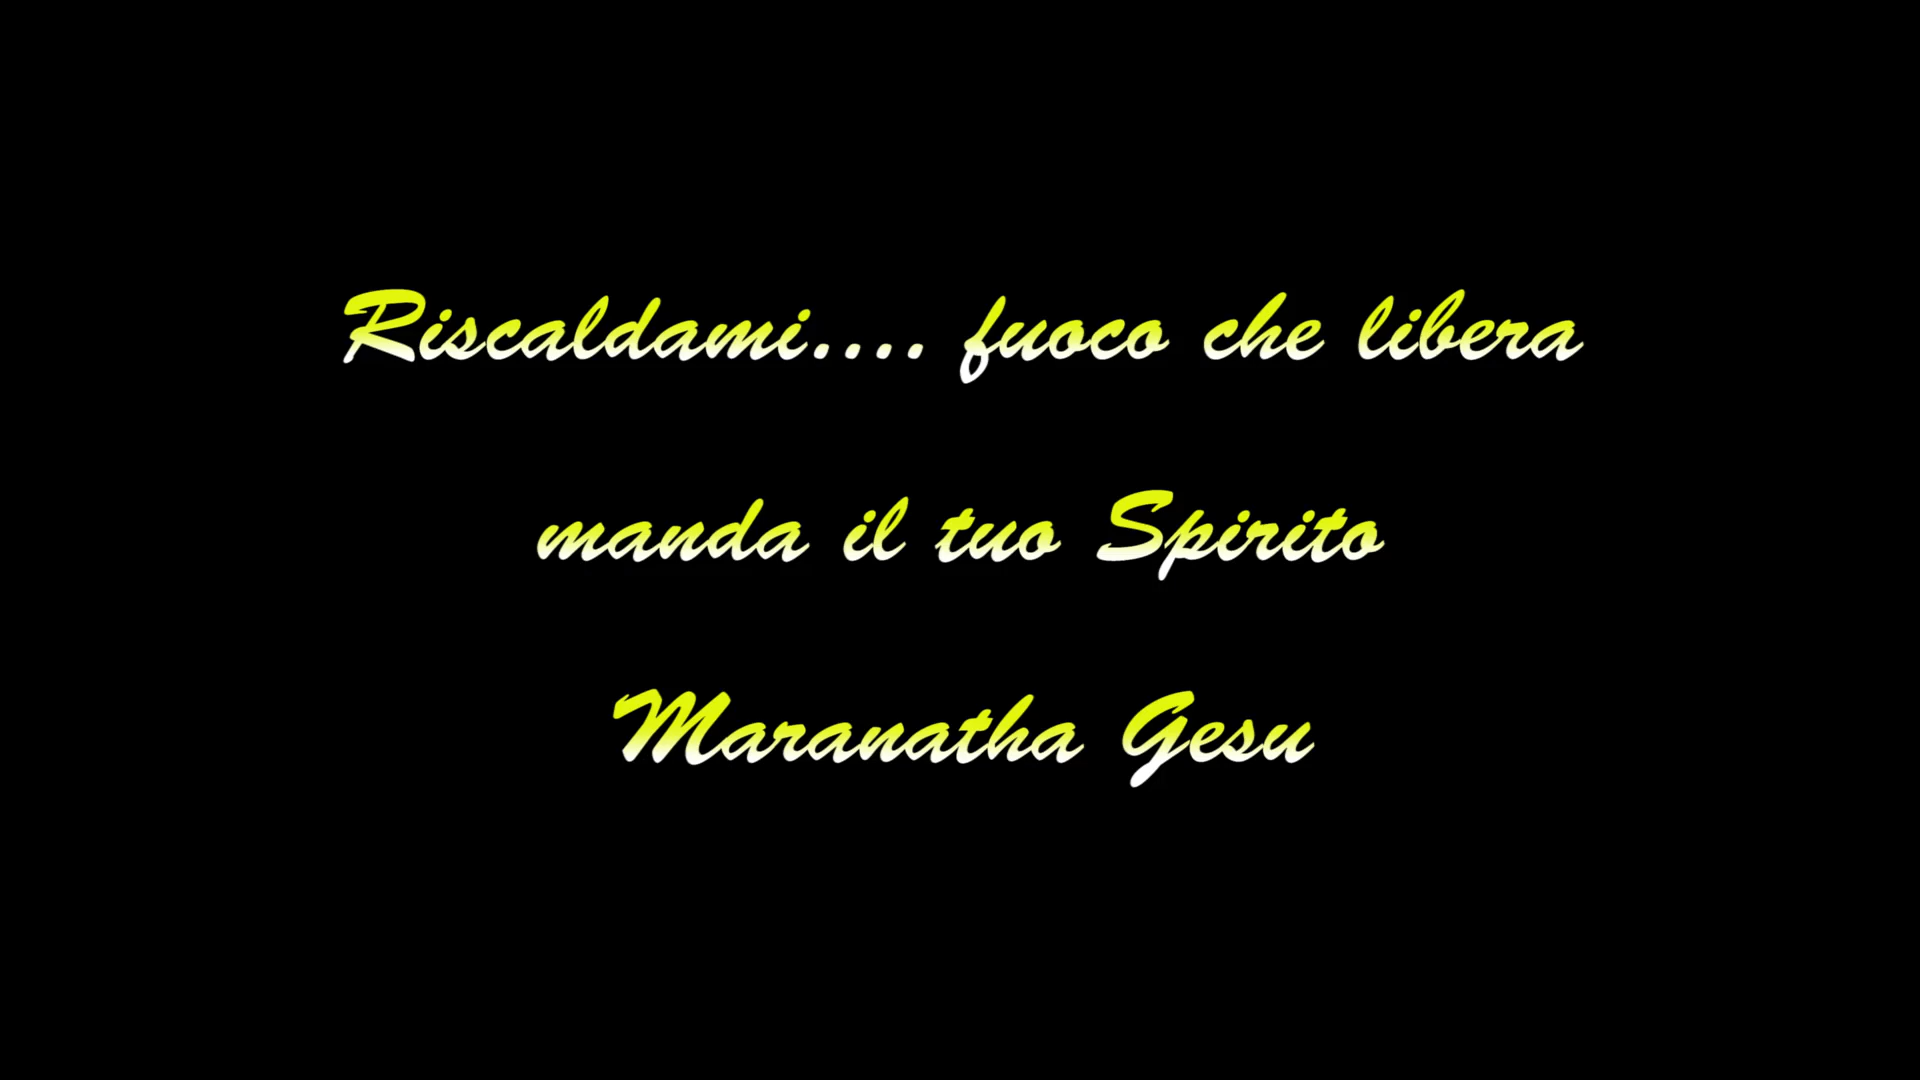 Riscaldami.... fuoco che libera
manda il tuo Spirito
Maranatha Gesu